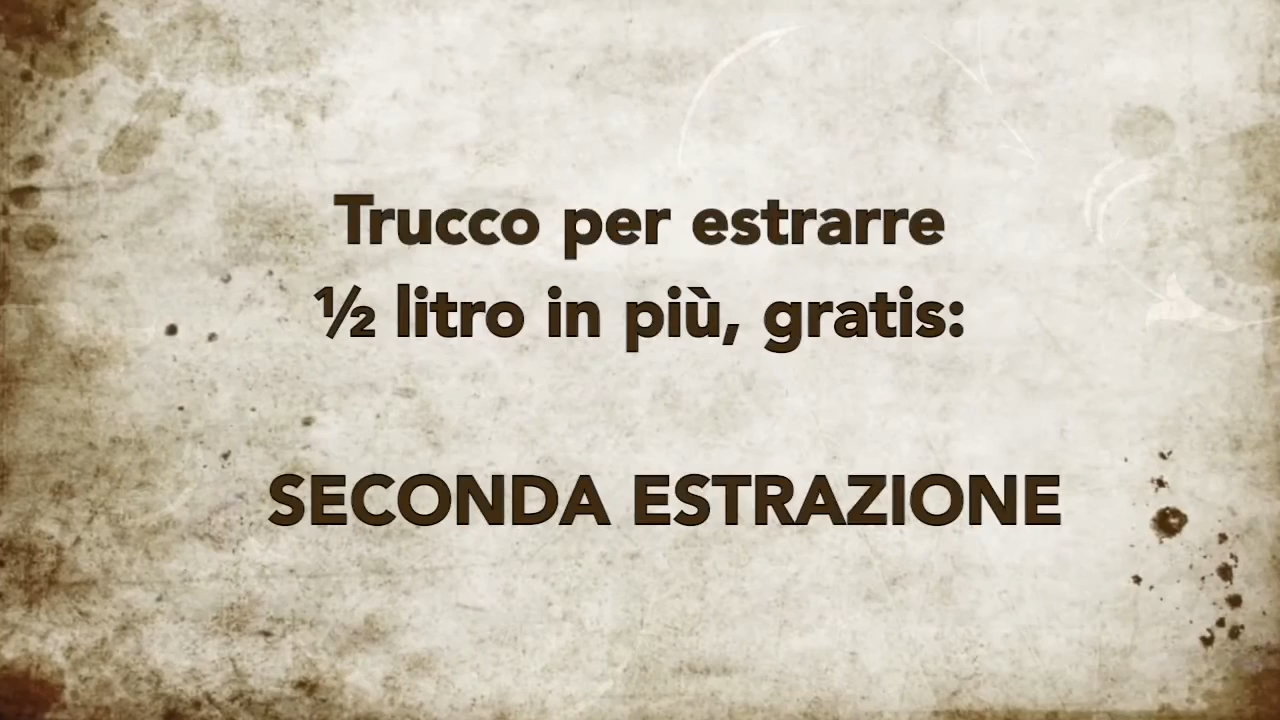 Trucco per estrarre
½ litro in più, gratis:
SECONDA ESTRAZIONE